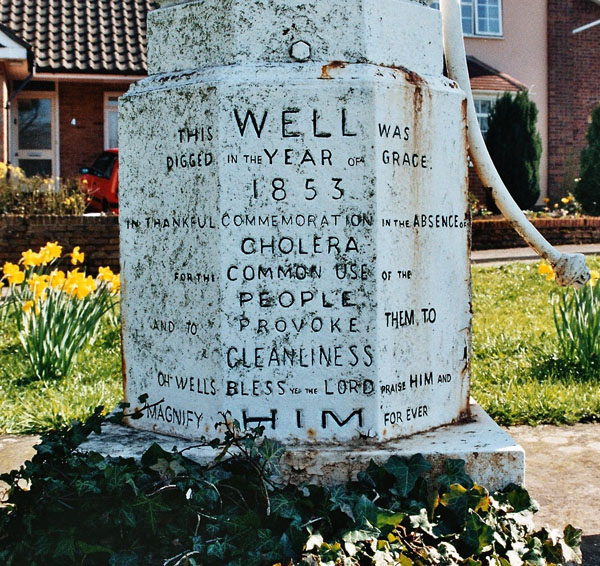 THIS WELL WAS
DIGGED IN THE YEAR OF GRACE.
1853
IN THANKFUL COMMEMORATION IN THE ABSENCE OF
CHOLERA
FOR THE COMMON USE OF THE
PEOPLE
AND TO PROVOKE THEM TO
CLEANLINESS
OH WELLS BLESS YE THE LORD PRAISE HIM AND
MAGNIFY HIM FOR EVER